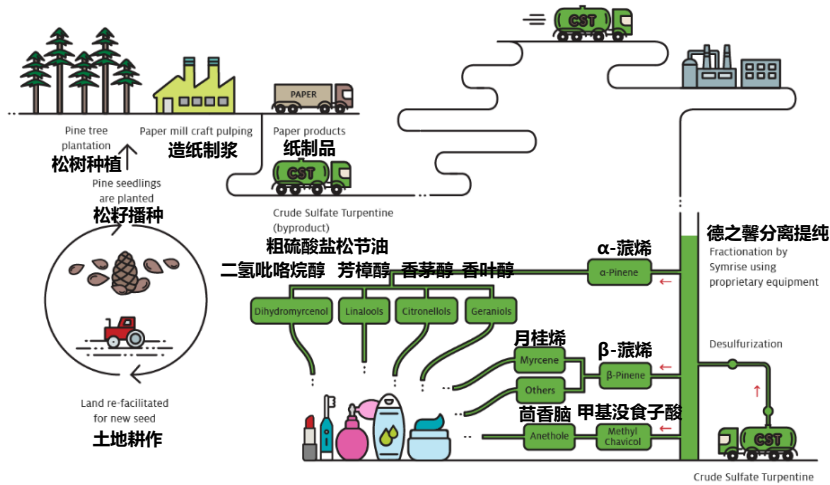 CST
PAPER
Pine tree
plantation
松树种植
Paper mill craft pulping
造纸制浆
Paper products
纸制品
CST
Pine seedlings
are planted
松籽播种
Crude Sulfate Turpentine
(byproduct)
粗硫酸盐松节油
德之馨分离提纯
Fractionation by
Symrise using
proprietary equipment
α-蒎烯
α-Pinene
二氢吡咯烷醇 芳樟醇 香茅醇 香叶醇
Dihydromyrcenol Linalools Citronellols Geraniols
月桂烯
Myrcene
Others
β-蒎烯
β-Pinene
Desulfurization
Land re-facilitated
for new seed
土地耕作
茴香脑 甲基没食子酸
Anethole
Methyl
Chavicol
CST
Crude Sulfate Turpentine